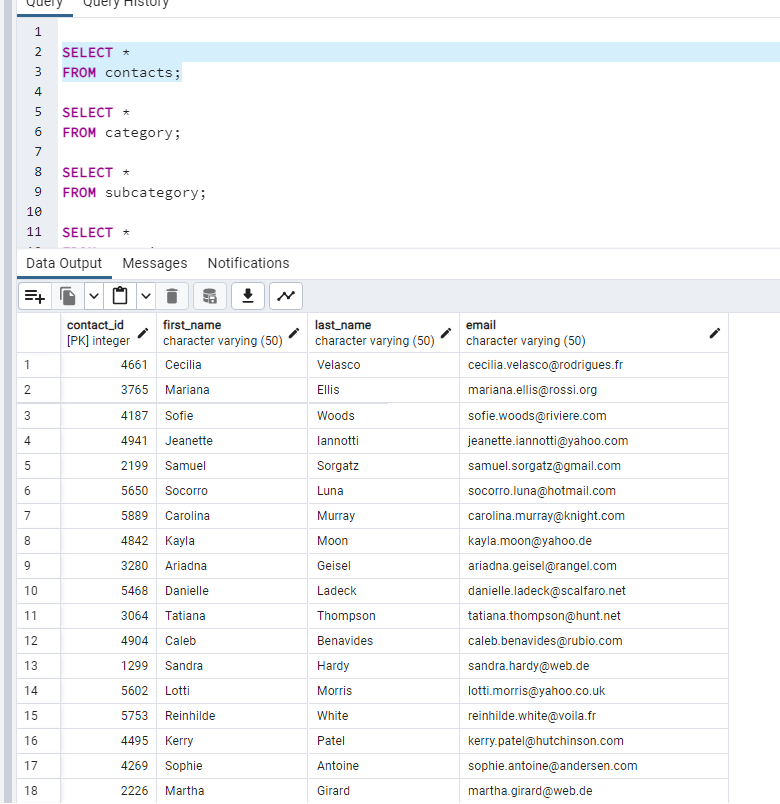 Query Query History
1
2 SELECT *
3 FROM contacts;
4
5 SELECT *
6 FROM category;
7
8 SELECT *
9 FROM subcategory;
10
11 SELECT *
Data Output Messages Notifications
contact_id first_name last_name email
[PK] integer character varying (50) character varying (50) character varying (50)
1 4661 Cecilia Velasco cecilia.velasco@rodrigues.fr
2 3765 Mariana Ellis mariana.ellis@rossi.org
3 4187 Sofie Woods sofie.woods@riviere.com
4 4941 Jeanette Iannotti jeanette.iannotti@yahoo.com
5 2199 Samuel Sorgatz samuel.sorgatz@gmail.com
6 5650 Socorro Luna socorro.luna@hotmail.com
7 5889 Carolina Murray carolina.murray@knight.com
8 4842 Kayla Moon kayla.moon@yahoo.de
9 3280 Ariadna Geisel ariadna.geisel@rangel.com
10 5468 Danielle Ladeck danielle.ladeck@scalfaro.net
11 3064 Tatiana Thompson tatiana.thompson@hunt.net
12 4904 Caleb Benavides caleb.benavides@rubio.com
13 1299 Sandra Hardy sandra.hardy@web.de
14 5602 Lotti Morris lotti.morris@yahoo.co.uk
15 5753 Reinhilde White reinhilde.white@voila.fr
16 4495 Kerry Patel kerry.patel@hutchinson.com
17 4269 Sophie Antoine sophie.antoine@andersen.com
18 2226 Martha Girard martha.girard@web.de